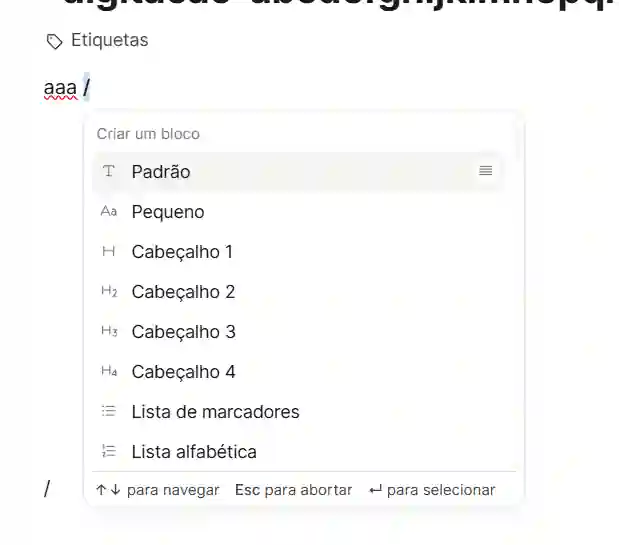 Etiquetas
aaa /
Criar um bloco
Padrão
Pequeno
Cabeçalho 1
Cabeçalho 2
Cabeçalho 3
Cabeçalho 4
Lista de marcadores
Lista alfabética
/
↑↓ para navegar Esc para abortar ↵ para selecionar